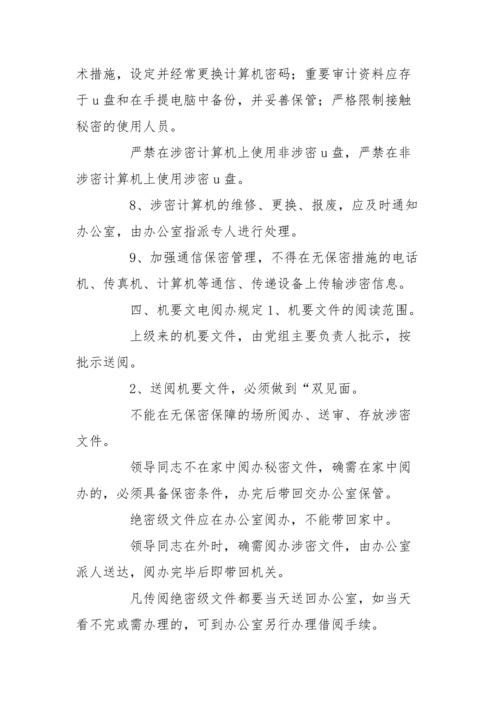 术措施，设定并经常更换计算机密码；重要审计资料应存
于 u 盘和在手提电脑中备份，并妥善保管；严格限制接触
秘密的使用人员。
严禁在涉密计算机上使用非涉密 u 盘，严禁在非
涉密计算机上使用涉密 u 盘。
8、涉密计算机的维修、更换、报废，应及时通知
办公室，由办公室指派专人进行处理。
9、加强通信保密管理，不得在无保密措施的电话
机、传真机、计算机等通信、传递设备上传输涉密信息。
四、机要文电阅办规定 1、机要文件的阅读范围。
上级来的机要文件，由党组主要负责人批示，按
批示送阅。
2、送阅机要文件，必须做到“双见面。
不能在无保密保障的场所阅办、送审、存放涉密
文件。
领导同志不在家中阅办秘密文件，确需在家中阅
办的，必须具备保密条件，办完后带回交办公室保管。
绝密级文件应在办公室阅办，不能带回家中。
领导同志在外时，确需阅办涉密文件，由办公室
派人送达，阅办完毕后即带回机关。
凡传阅绝密级文件都要当天送回办公室，如当天
看不完或需办理的，可到办公室另行办理借阅手续。